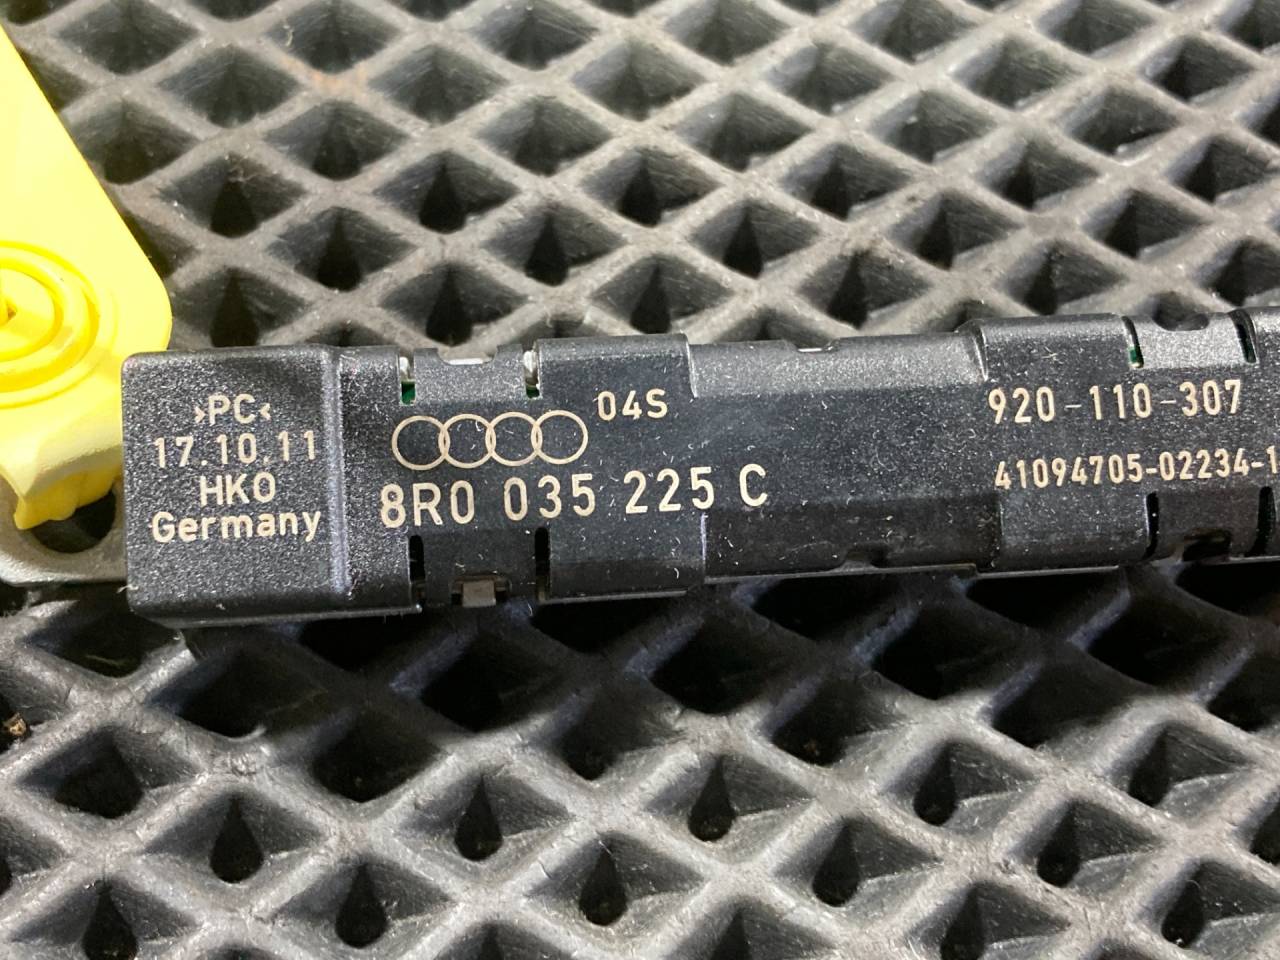 >PC<
17.10.11
HKO
Germany
04S
8R0 035 225 C
920-110-307
41094705-02234-1